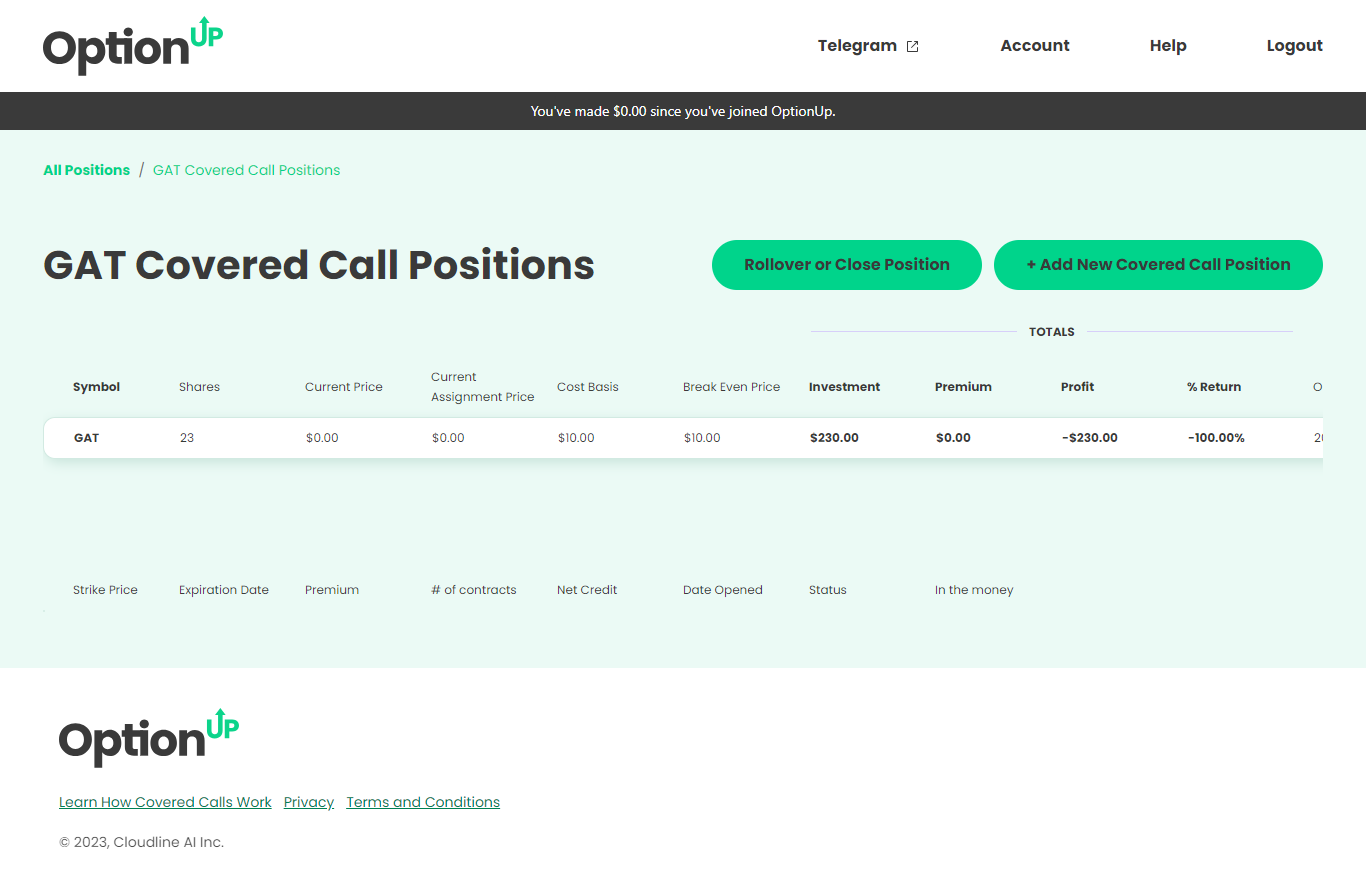 OptionUP
Telegram Account Help Logout
You've made $0.00 since you've joined OptionUp.
All Positions / GAT Covered Call Positions
GAT Covered Call Positions
Rollover or Close Position
+ Add New Covered Call Position
TOTALS
Symbol Shares Current Price Current Assignment Price Cost Basis Break Even Price Investment Premium Profit % Return
GAT 23 $0.00 $0.00 $10.00 $10.00 $230.00 $0.00 -$230.00 -100.00%
Strike Price Expiration Date Premium # of contracts Net Credit Date Opened Status In the money
OptionUP
Learn How Covered Calls Work Privacy Terms and Conditions
© 2023, Cloudline AI Inc.